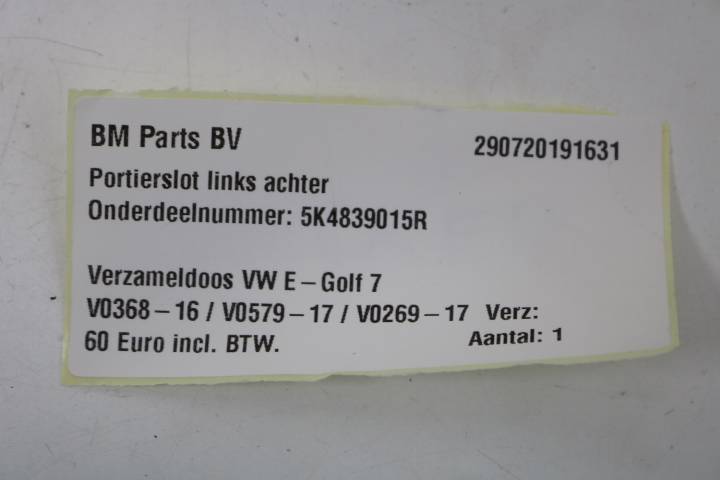 BM Parts BV 290720191631
Portierslot links achter
Onderdeelnummer: 5K4839015R
Verzameldoos VW E-Golf 7
V0368-16 / V0579-17 / V0269-17 Verz:
60 Euro incl. BTW. Aantal: 1